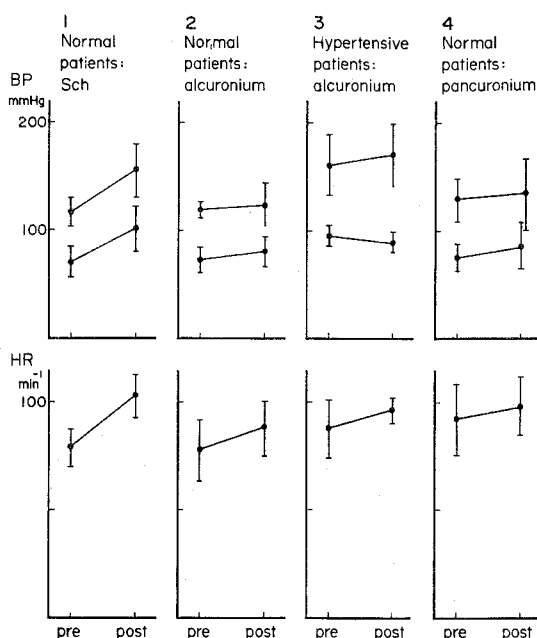 1
Normal
patients:
Sch
2
Normal
patients:
alcuronium
3
Hypertensive
patients:
alcuronium
4
Normal
patients:
pancuronium
BP
mmHg
200
100
HR
min⁻¹
100
pre post
pre post
pre post
pre post